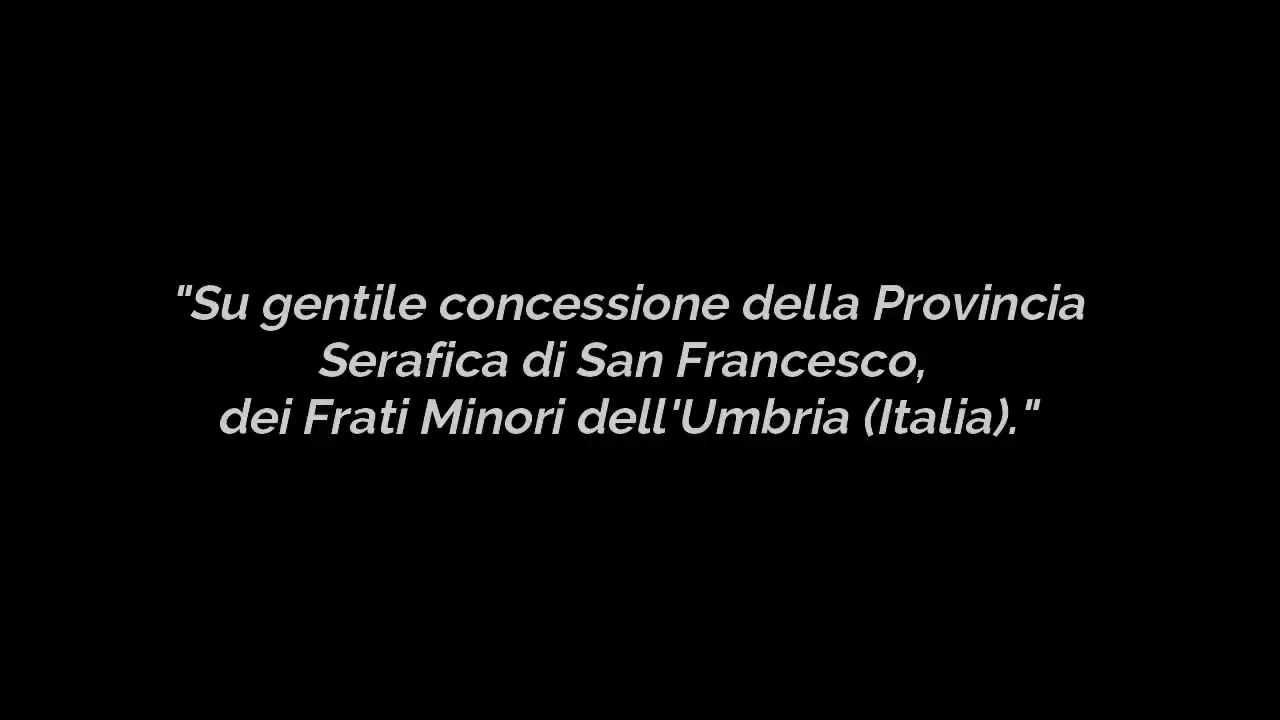 "Su gentile concessione della Provincia
Serafica di San Francesco,
dei Frati Minori dell'Umbria (Italia)."